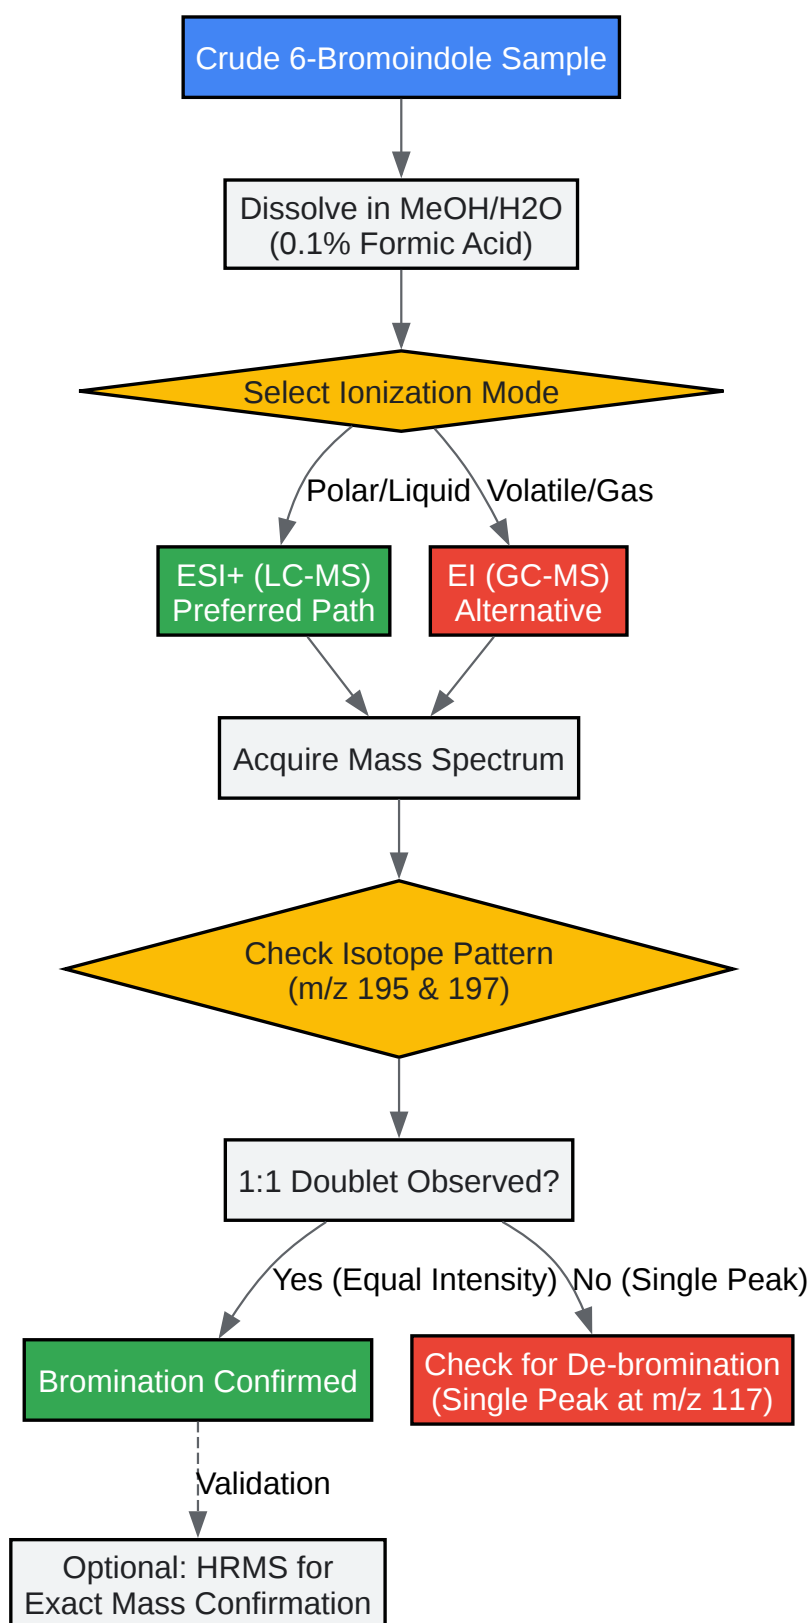 Crude 6-Bromoindole Sample
Dissolve in MeOH/H2O
(0.1% Formic Acid)
Select Ionization Mode
Polar/Liquid
Volatile/Gas
ESI+ (LC-MS)
Preferred Path
EI (GC-MS)
Alternative
Acquire Mass Spectrum
Check Isotope Pattern
(m/z 195 & 197)
1:1 Doublet Observed?
Yes (Equal Intensity)
No (Single Peak)
Bromination Confirmed
Check for De-bromination
(Single Peak at m/z 117)
Validation
Optional: HRMS for
Exact Mass Confirmation